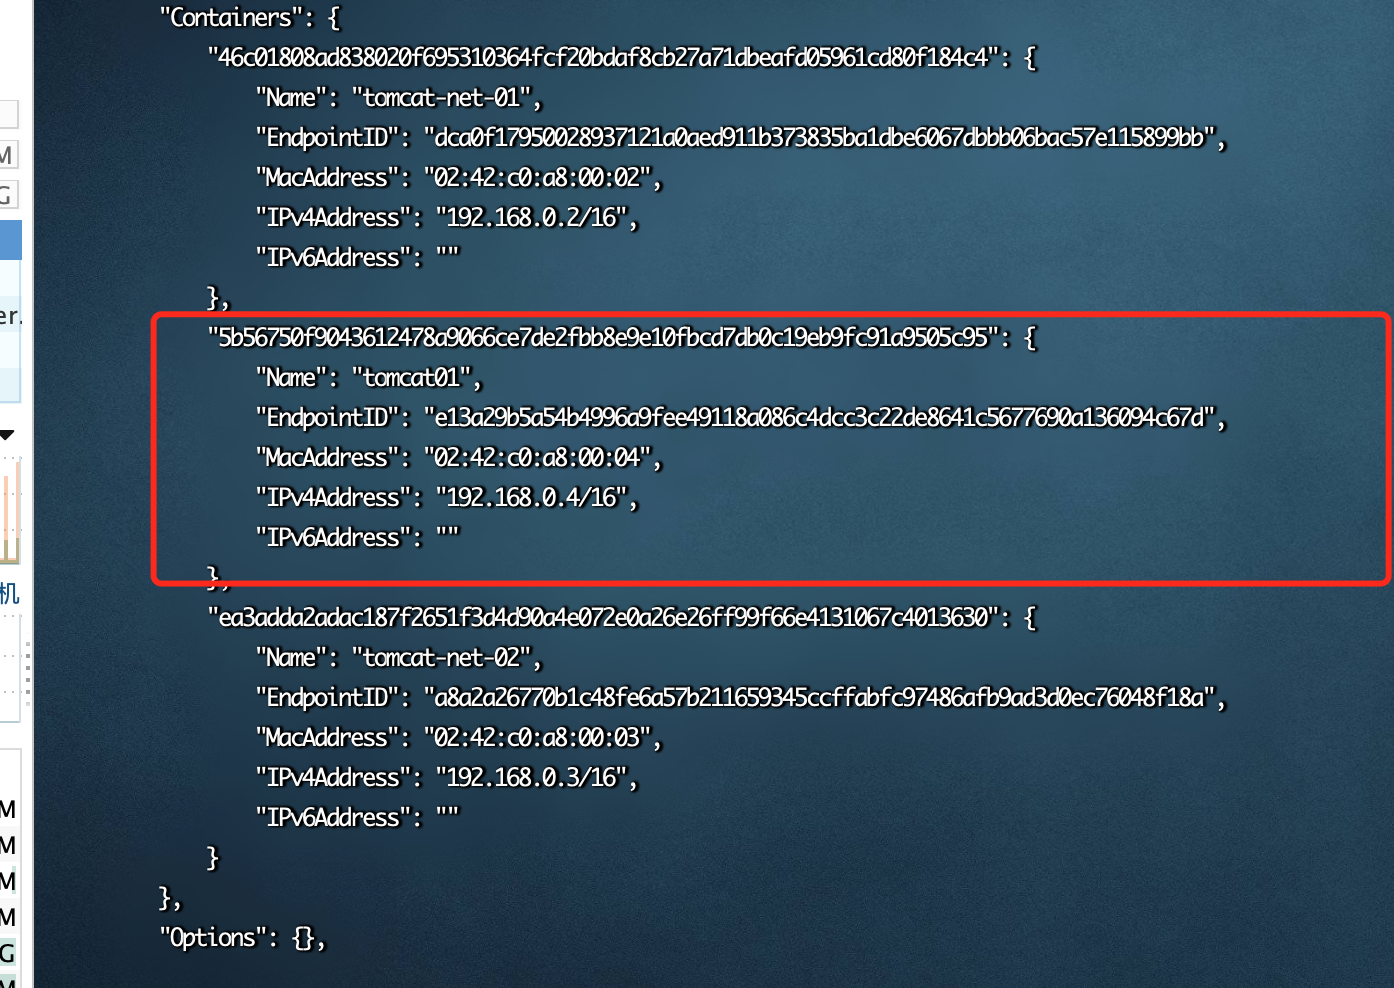 "Containers": {
"46c01808ad838020f695310364fcf20bdaf8cb27a71dbeafd05961cd80f184c4": {
"Name": "tomcat-net-01",
"EndpointID": "dca0f17950028937121a0aed911b373835ba1dbe6067dbbb06bac57e115899bb",
"MacAddress": "02:42:c0:a8:00:02",
"IPv4Address": "192.168.0.2/16",
"IPv6Address": ""
},
"5b56750f9043612478a9066ce7de2fbb8e9e10fbcd7db0c19eb9fc91a9505c95": {
"Name": "tomcat01",
"EndpointID": "e13a29b5a54b4996a9fee49118a086c4dcc3c22de8641c5677690a136094c67d",
"MacAddress": "02:42:c0:a8:00:04",
"IPv4Address": "192.168.0.4/16",
"IPv6Address": ""
},
"ea3adda2adac187f2651f3d4d90a4e072e0a26e26ff99f66e4131067c4013630": {
"Name": "tomcat-net-02",
"EndpointID": "a8a2a26770b1c48fe6a57b211659345ccffabfc97486afb9ad3d0ec76048f18a",
"MacAddress": "02:42:c0:a8:00:03",
"IPv4Address": "192.168.0.3/16",
"IPv6Address": ""
}
},
"Options": {},
M
G
er.
机
M
M
M
M
G